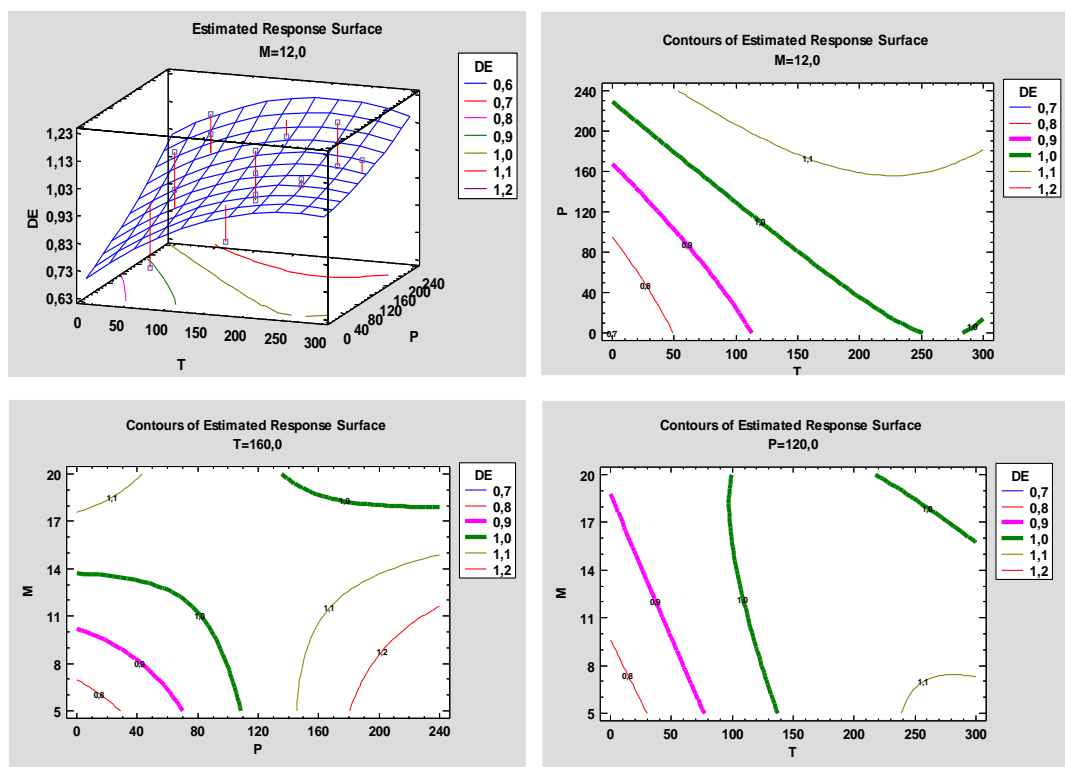 Estimated Response Surface
M=12,0
DE
0,6
0,7
0,8
0,9
1,0
1,1
1,2
1,23
1,13
1,03
0,93
0,83
0,73
0,63
DE
0 50 100 150 200 250 300
T
0 40 80 120 160 200 240
P
Contours of Estimated Response Surface
M=12,0
DE
0,7
0,8
0,9
1,0
1,1
1,2
240
200
160
120
80
40
0
P
0 50 100 150 200 250 300
T
1,1
1,0
0,9
0,8
0,7
1,0
Contours of Estimated Response Surface
T=160,0
DE
0,7
0,8
0,9
1,0
1,1
1,2
20
17
14
11
8
5
M
0 40 80 120 160 200 240
P
1,1
1,0
1,0
1,1
0,9
1,2
0,8
Contours of Estimated Response Surface
P=120,0
DE
0,7
0,8
0,9
1,0
1,1
1,2
20
17
14
11
8
5
M
0 50 100 150 200 250 300
T
1,0
0,9
1,0
0,8
1,1